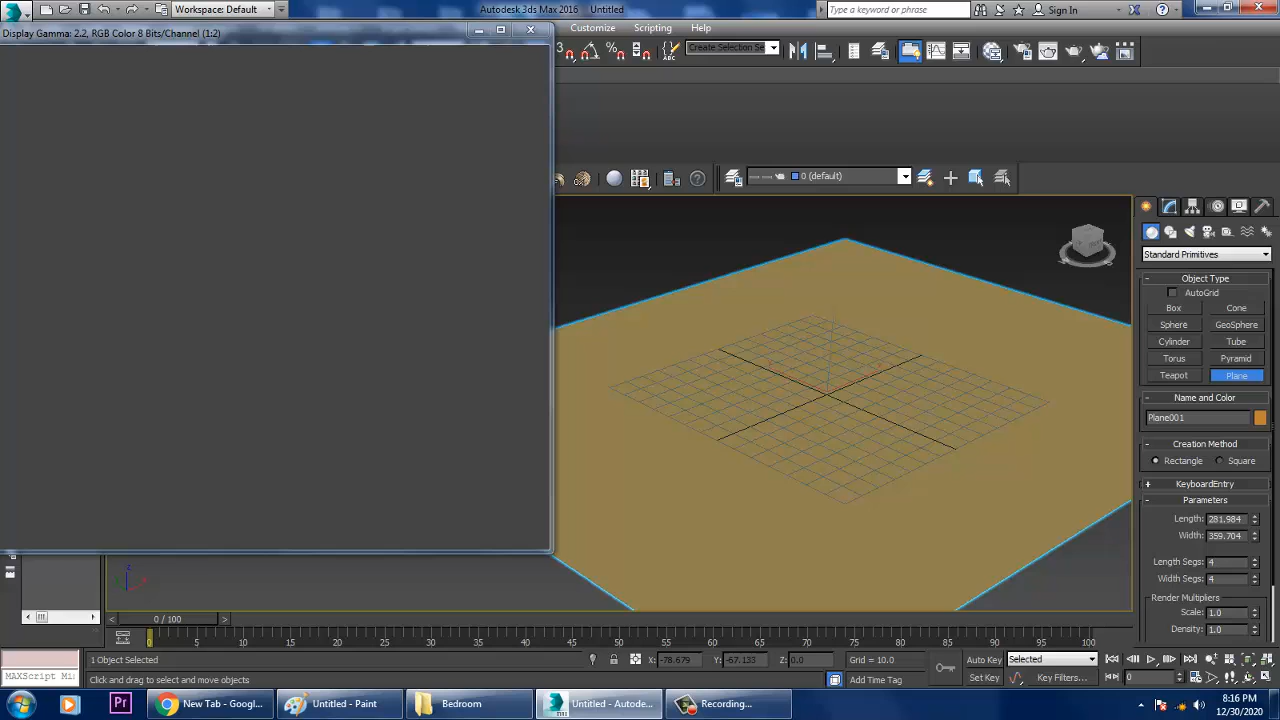 Workspace: Default
Autodesk 3ds Max 2016    Untitled
Type a keyword or phrase
Sign In
Display Gamma: 2.2, RGB Color 8 Bits/Channel (1:2)
Customize
Scripting
Help
Create Selection Se
0 (default)
Standard Primitives
Object Type
AutoGrid
Box
Cone
Sphere
GeoSphere
Cylinder
Tube
Torus
Pyramid
Teapot
Plane
Name and Color
Plane001
Creation Method
Rectangle
Square
KeyboardEntry
Parameters
Length: 281.984
Width: 359.704
Length Segs: 4
Width Segs: 4
Render Multipliers
Scale: 1.0
Density: 1.0
0 / 100
0 5 10 15 20 25 30 35 40 45 50 55 60 65 70 75 80 85 90 95 100
1 Object Selected
X: -78.679
Y: -67.133
Z: 0.0
Grid = 10.0
Auto Key
Selected
MAXScript Mi
Click and drag to select and move objects
Add Time Tag
Set Key
Key Filters...
0
New Tab - Googl...
Untitled - Paint
Bedroom
Untitled - Autode...
Recording...
8:16 PM
12/30/2020